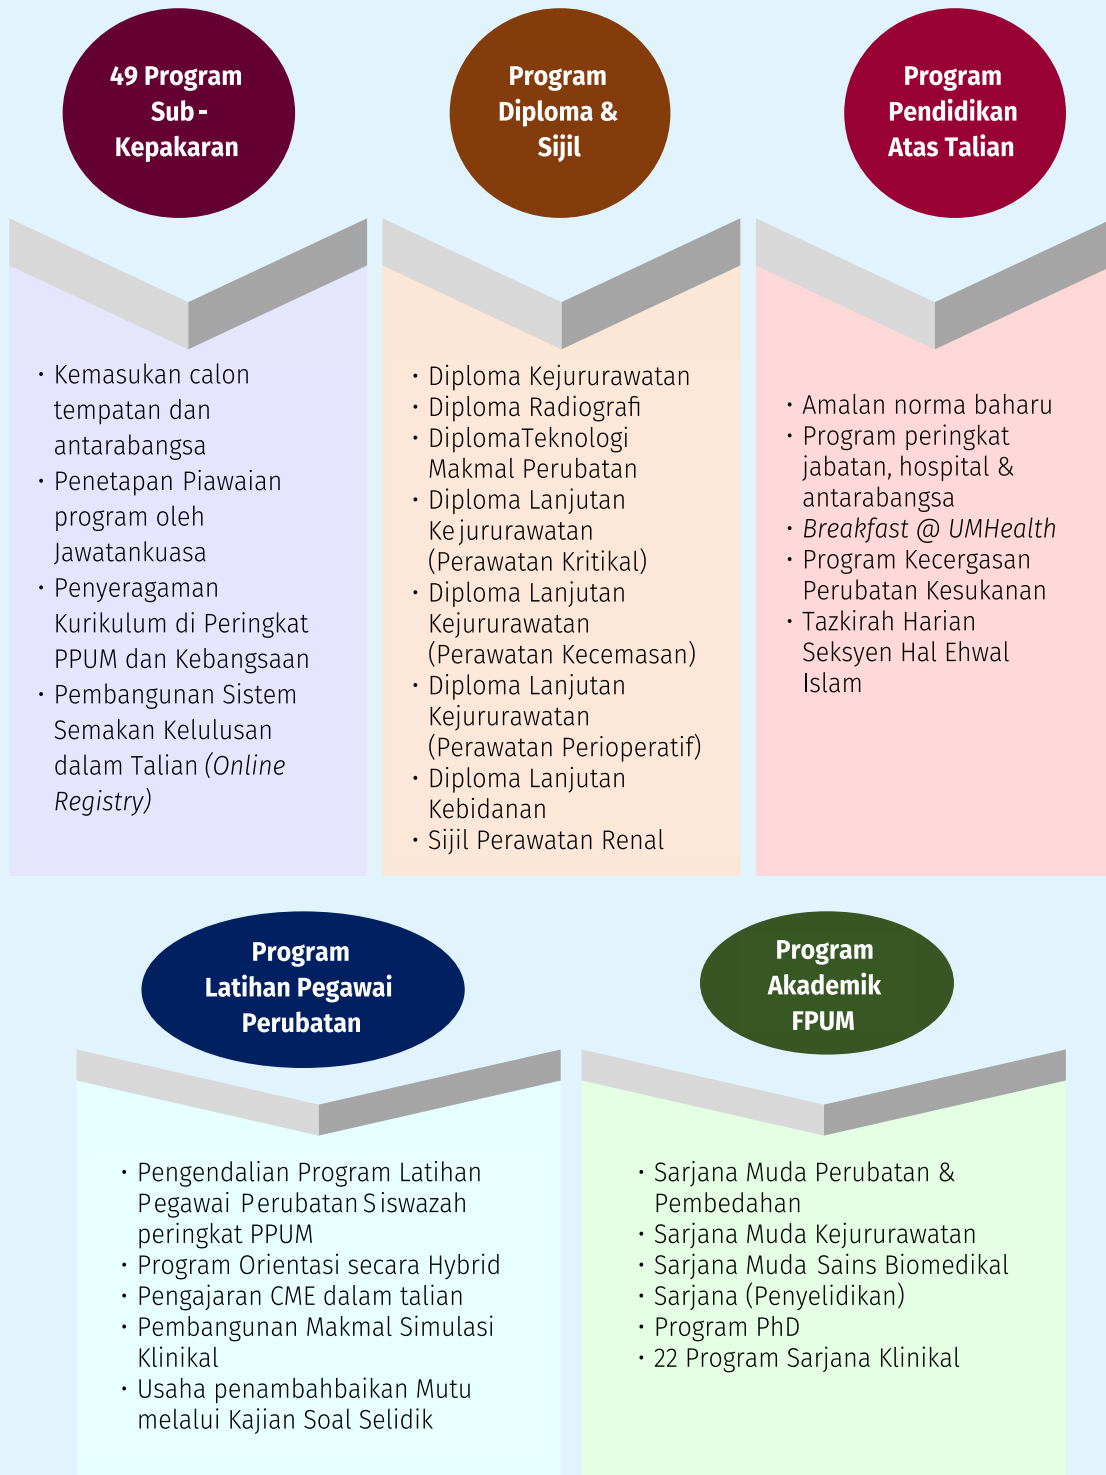 49 Program
Sub-
Kepakaran
• Kemasukan calon
tempatan dan
antarabangsa
• Penetapan Piawaian
program oleh
Jawatankuasa
• Penyeragaman
Kurikulum di Peringkat
PPUM dan Kebangsaan
• Pembangunan Sistem
Semakan Kelulusan
dalam Talian (Online
Registry)
Program
Diploma &
Sijil
• Diploma Kejururawatan
• Diploma Radiografi
• DiplomaTeknologi
Makmal Perubatan
• Diploma Lanjutan
Kejururawatan
(Perawatan Kritikal)
• Diploma Lanjutan
Kejururawatan
(Perawatan Kecemasan)
• Diploma Lanjutan
Kejururawatan
(Perawatan Perioperatif)
• Diploma Lanjutan
Kebidanan
• Sijil Perawatan Renal
Program
Pendidikan
Atas Talian
• Amalan norma baharu
• Program peringkat
jabatan, hospital &
antarabangsa
• Breakfast @ UMHealth
• Program Kecergasan
Perubatan Kesukanan
• Tazkirah Harian
Seksyen Hal Ehwal
Islam
Program
Latihan Pegawai
Perubatan
• Pengendalian Program Latihan
Pegawai Perubatan Siswazah
peringkat PPUM
• Program Orientasi secara Hybrid
• Pengajaran CME dalam talian
• Pembangunan Makmal Simulasi
Klinikal
• Usaha penambahbaikan Mutu
melalui Kajian Soal Selidik
Program
Akademik
FPUM
• Sarjana Muda Perubatan &
Pembedahan
• Sarjana Muda Kejururawatan
• Sarjana Muda Sains Biomedikal
• Sarjana (Penyelidikan)
• Program PhD
• 22 Program Sarjana Klinikal